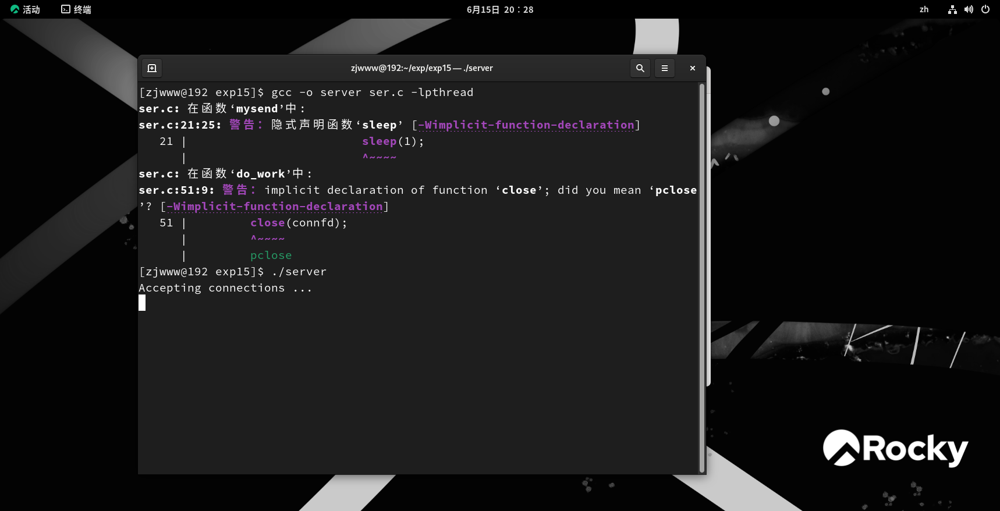 活动 终端 6月15日 20：28 zh
zjwww@192:~/exp/exp15 — ./server
[zjwww@192 exp15]$ gcc -o server ser.c -lpthread
ser.c: 在函数‘mysend’中:
ser.c:21:25: 警告：隐式声明函数‘sleep’ [-Wimplicit-function-declaration]
21 | sleep(1);
| ^~~~~
ser.c: 在函数‘do_work’中:
ser.c:51:9: 警告：implicit declaration of function ‘close’; did you mean ‘pclose
’? [-Wimplicit-function-declaration]
51 | close(connfd);
| ^~~~~
| pclose
[zjwww@192 exp15]$ ./server
Accepting connections ...
Rocky